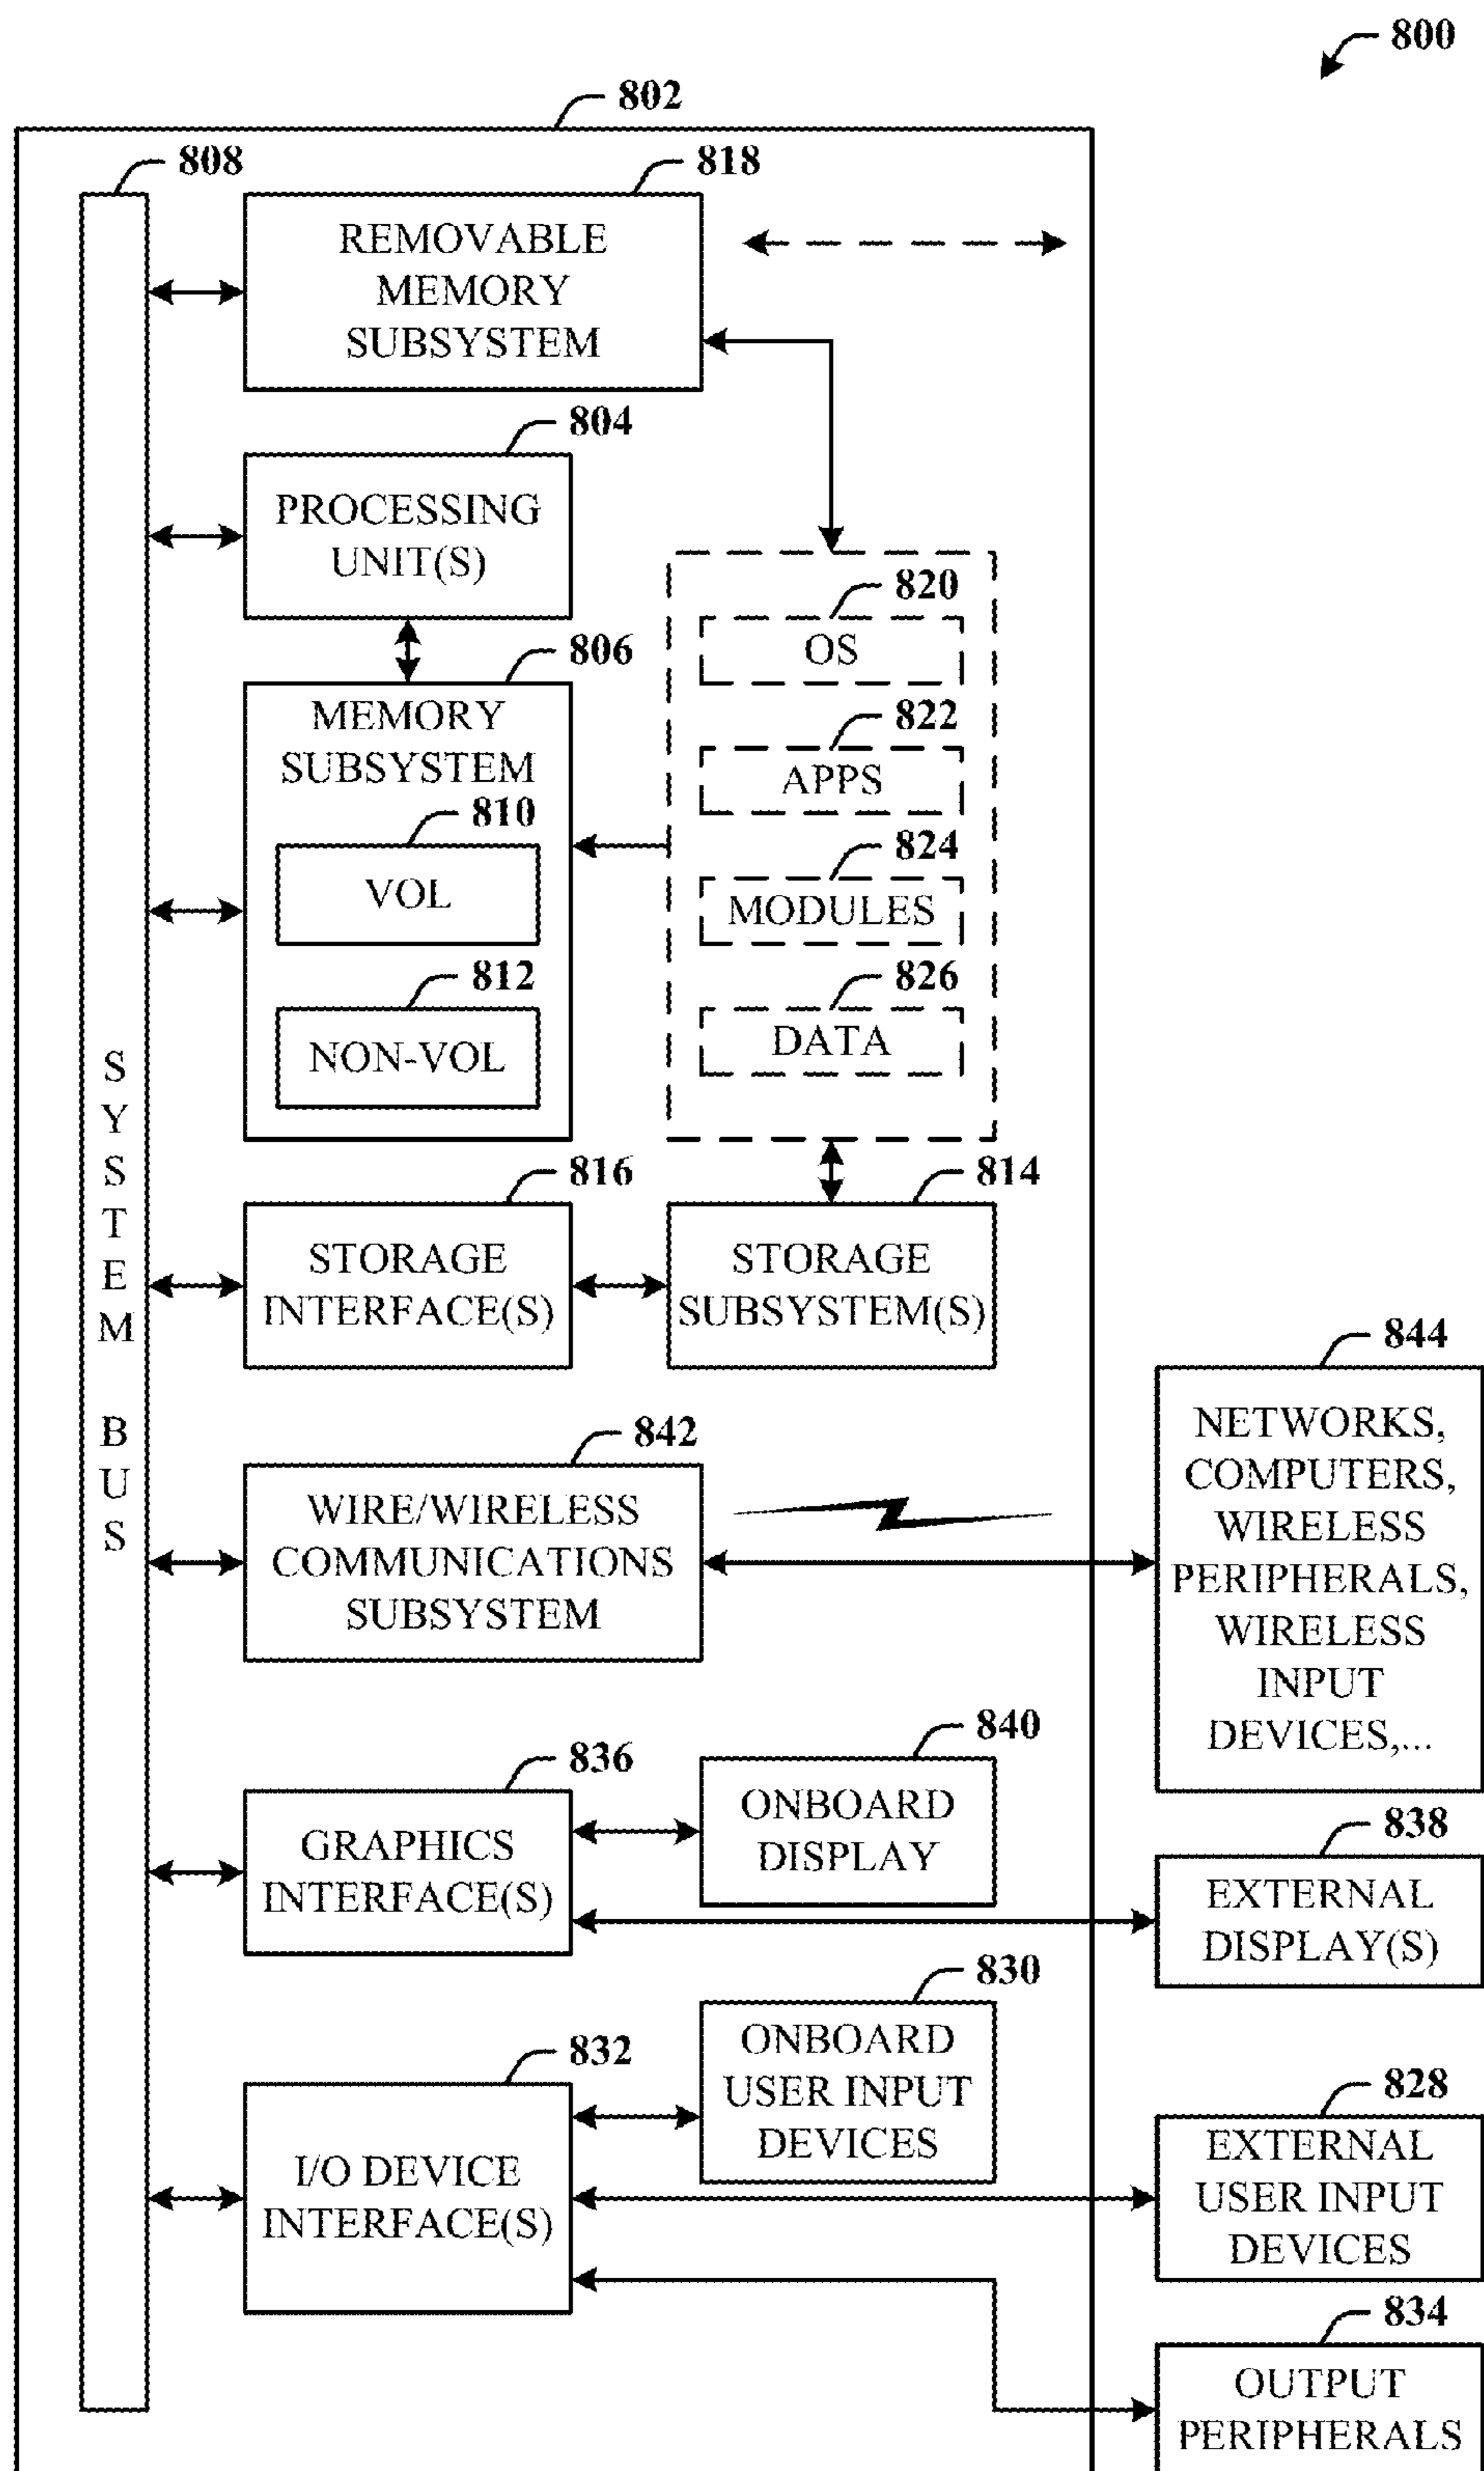 800
802
808
818
REMOVABLE
MEMORY
SUBSYSTEM
804
PROCESSING
UNIT(S)
820
OS
806
MEMORY
SUBSYSTEM
822
APPS
810
VOL
824
MODULES
812
NON-VOL
826
DATA
SYSTEM BUS
816
STORAGE
INTERFACE(S)
814
STORAGE
SUBSYSTEM(S)
844
NETWORKS,
COMPUTERS,
WIRELESS
PERIPHERALS,
WIRELESS
INPUT
DEVICES,...
842
WIRE/WIRELESS
COMMUNICATIONS
SUBSYSTEM
840
ONBOARD
DISPLAY
836
GRAPHICS
INTERFACE(S)
838
EXTERNAL
DISPLAY(S)
830
ONBOARD
USER INPUT
DEVICES
832
I/O DEVICE
INTERFACE(S)
828
EXTERNAL
USER INPUT
DEVICES
834
OUTPUT
PERIPHERALS